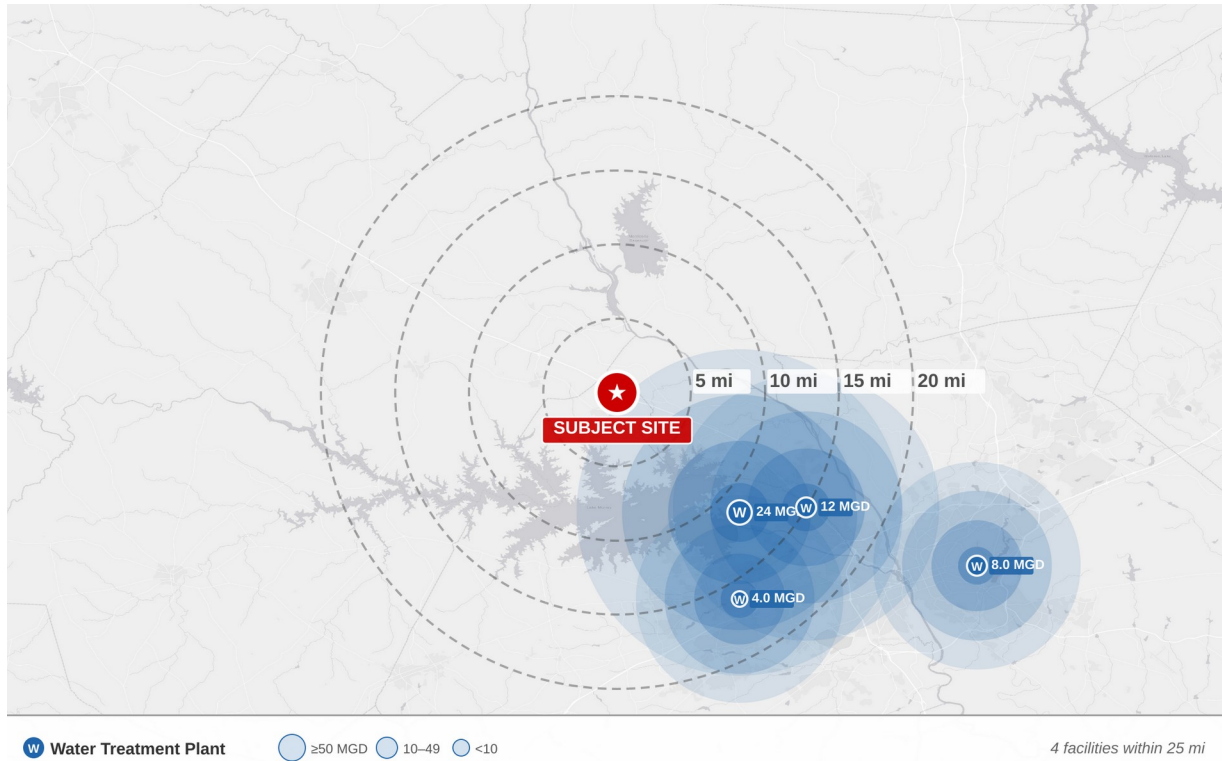 5 mi
10 mi
15 mi
20 mi
SUBJECT SITE
W 24 MGD
W 12 MGD
W 8.0 MGD
W 4.0 MGD
W Water Treatment Plant
≥50 MGD
10–49
<10
4 facilities within 25 mi